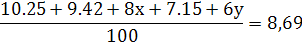 10.25 + 9.42 + 8x + 7.15 + 6y
100
= 8,69